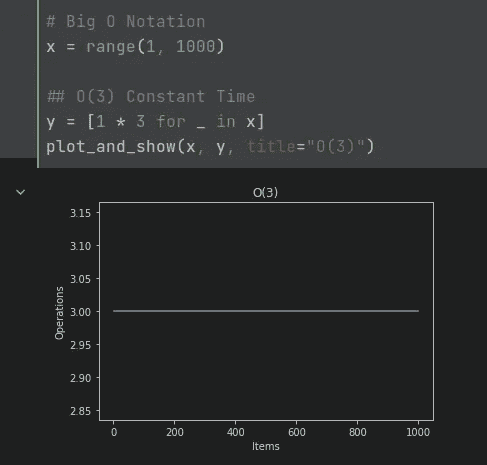 # Big O Notation
x = range(1, 1000)
## O(3) Constant Time
y = [1 * 3 for _ in x]
plot_and_show(x, y, title="O(3)")
O(3)
3.15
3.10
3.05
3.00
2.95
2.90
2.85
Operations
0 200 400 600 800 1000
Items